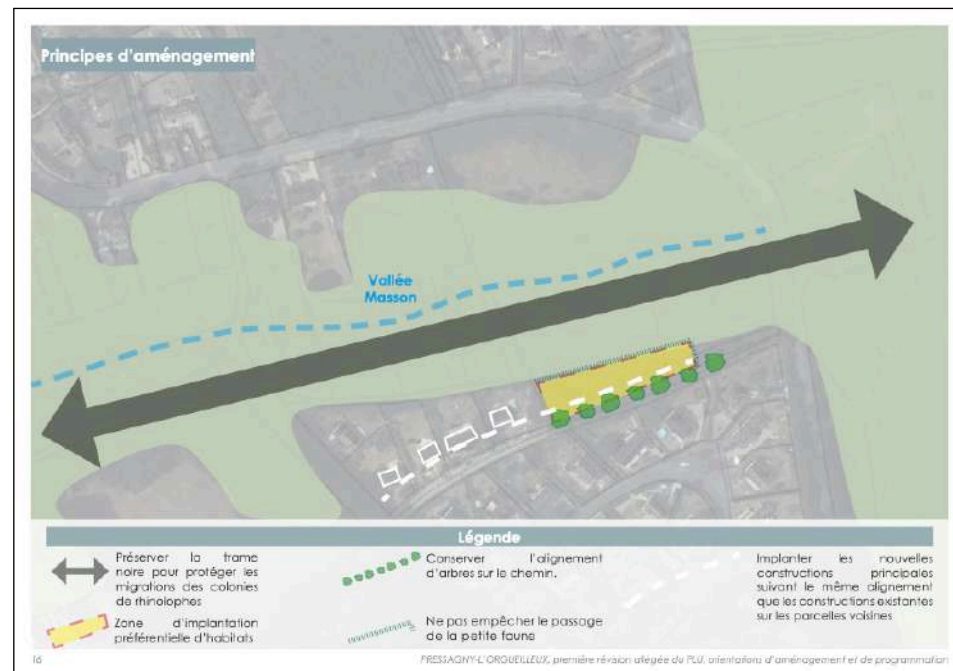 Principes d'aménagement
Vallée
Masson
Légende
Préserver la trame
noire pour protéger les
migrations des colonies
de rhinolophes
Zone d'implantation
préférentielle d'habitats
Conserver l'alignement
d'arbres sur le chemin.
Ne pas empêcher le passage
de la petite faune
Implanter les nouvelles
constructions principales
suivant le même alignement
que les constructions existantes
sur les parcelles voisines
16
PRESSAGNY-L'ORGUEILLEUX, première révision allégée du PLU, orientations d'aménagement et de programmation